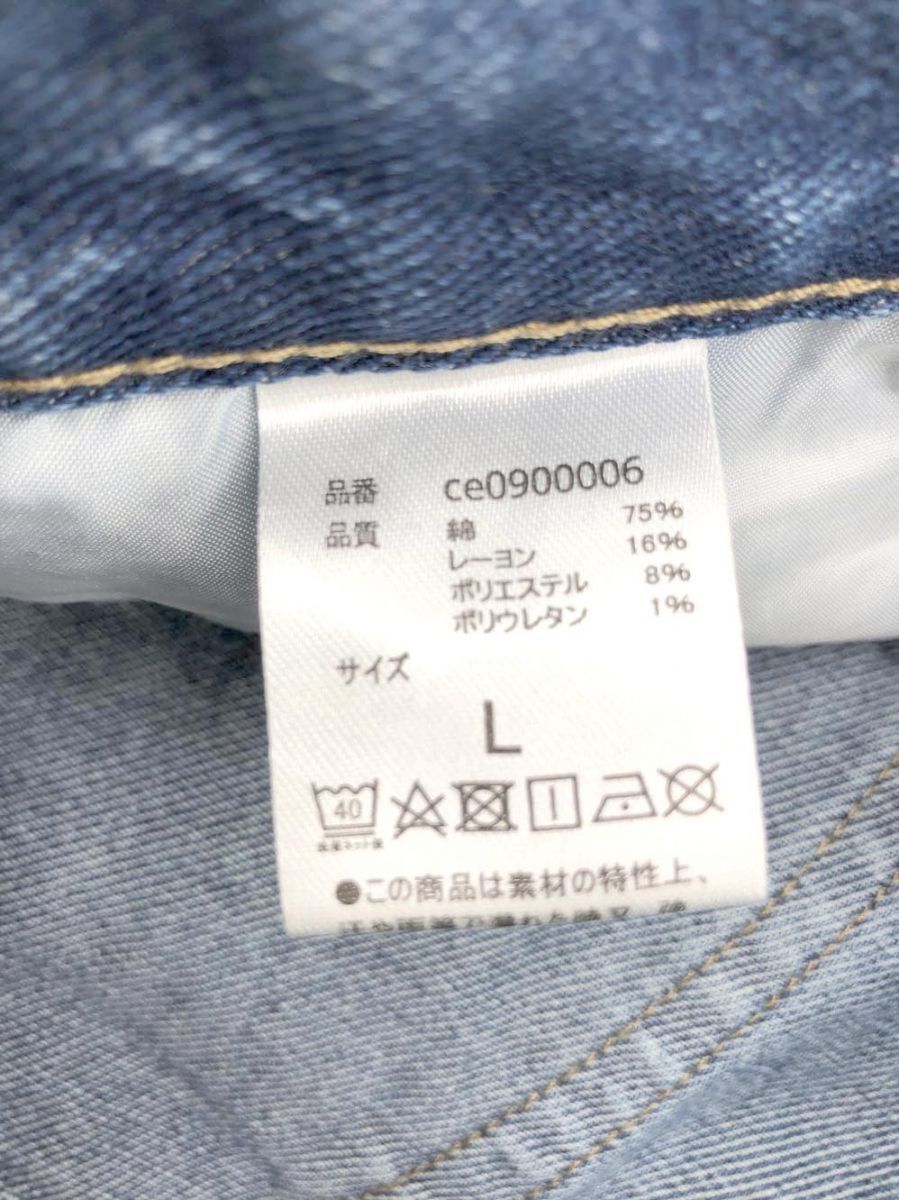 品番 ce0900006
品質 綿 75%
レーヨン 16%
ポリエステル 8%
ポリウレタン 1%
サイズ
L
40
●この商品は素材の特性上、